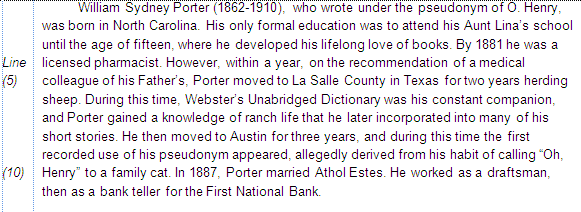 William Sydney Porter (1862-1910), who wrote under the pseudonym of O. Henry,
was born in North Carolina. His only formal education was to attend his Aunt Lina's school
until the age of fifteen, where he developed his lifelong love of books. By 1881 he was a
Line licensed pharmacist. However, within a year, on the recommendation of a medical
(5) colleague of his Father's, Porter moved to La Salle County in Texas for two years herding
sheep. During this time, Webster's Unabridged Dictionary was his constant companion,
and Porter gained a knowledge of ranch life that he later incorporated into many of his
short stories. He then moved to Austin for three years, and during this time the first
recorded use of his pseudonym appeared, allegedly derived from his habit of calling "Oh,
(10) Henry" to a family cat. In 1887, Porter married Athol Estes. He worked as a draftsman,
then as a bank teller for the First National Bank.